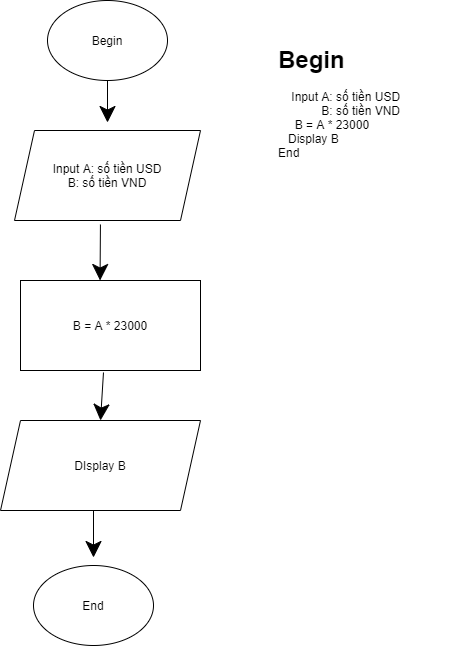 Begin
Input A: số tiền USD
B: số tiền VND
B = A * 23000
DIsplay B
End
Begin
Input A: số tiền USD
B: số tiền VND
B = A * 23000
Display B
End